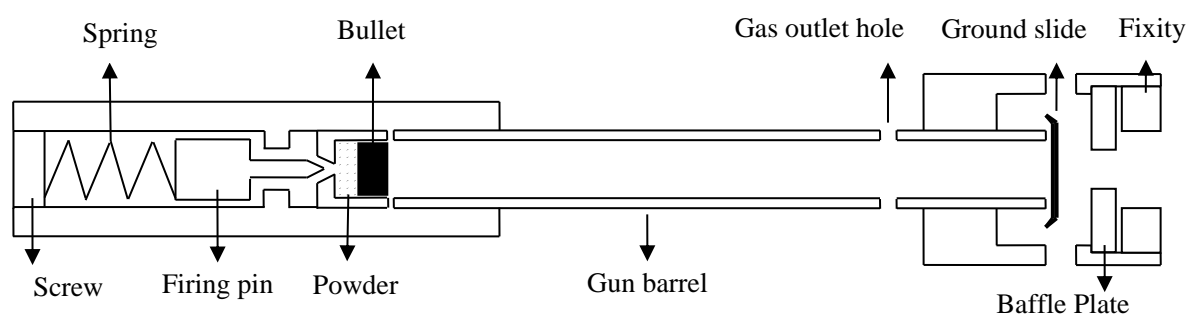 Spring
Bullet
Gas outlet hole
Ground slide
Fixity
Screw
Firing pin
Powder
Gun barrel
Baffle Plate